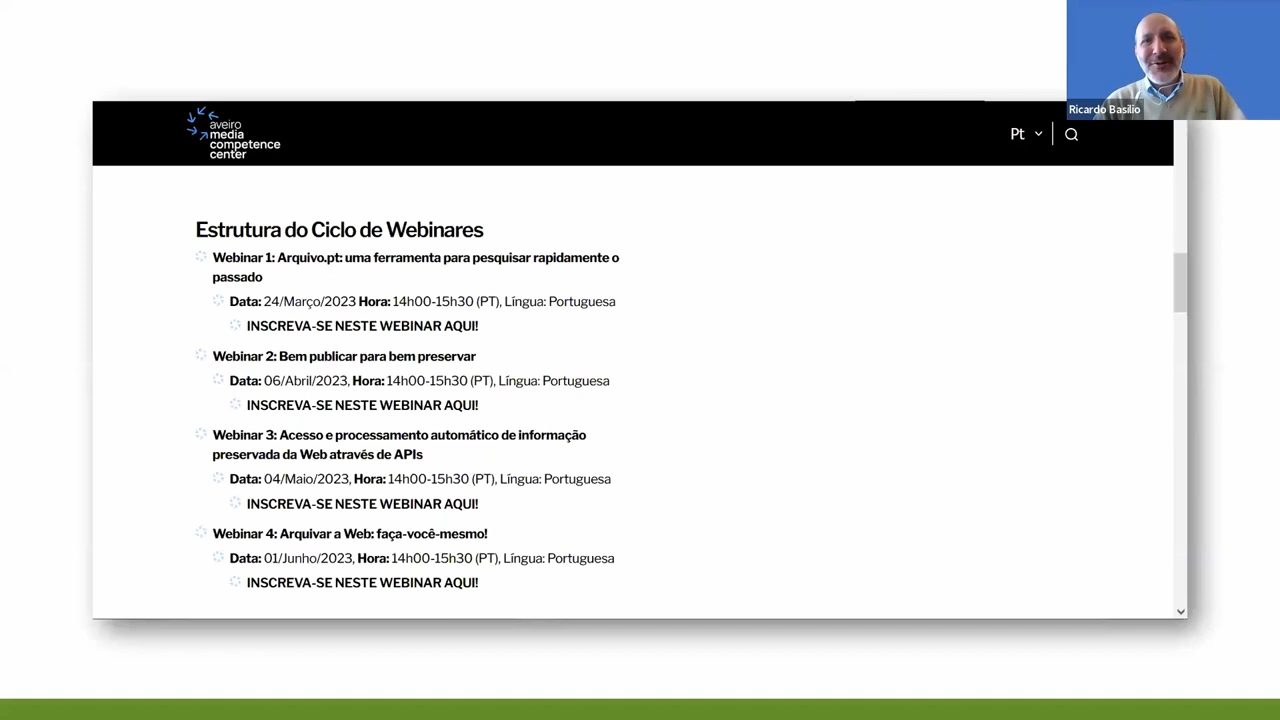 Ricardo Basílio
aveiro
media
competence
center
Pt
Estrutura do Ciclo de Webinares
Webinar 1: Arquivo.pt: uma ferramenta para pesquisar rapidamente o
passado
Data: 24/Março/2023 Hora: 14h00-15h30 (PT), Língua: Portuguesa
INSCREVA-SE NESTE WEBINAR AQUI!
Webinar 2: Bem publicar para bem preservar
Data: 06/Abril/2023, Hora: 14h00-15h30 (PT), Língua: Portuguesa
INSCREVA-SE NESTE WEBINAR AQUI!
Webinar 3: Acesso e processamento automático de informação
preservada da Web através de APIs
Data: 04/Maio/2023, Hora: 14h00-15h30 (PT), Língua: Portuguesa
INSCREVA-SE NESTE WEBINAR AQUI!
Webinar 4: Arquivar a Web: faça-você-mesmo!
Data: 01/Junho/2023, Hora: 14h00-15h30 (PT), Língua: Portuguesa
INSCREVA-SE NESTE WEBINAR AQUI!